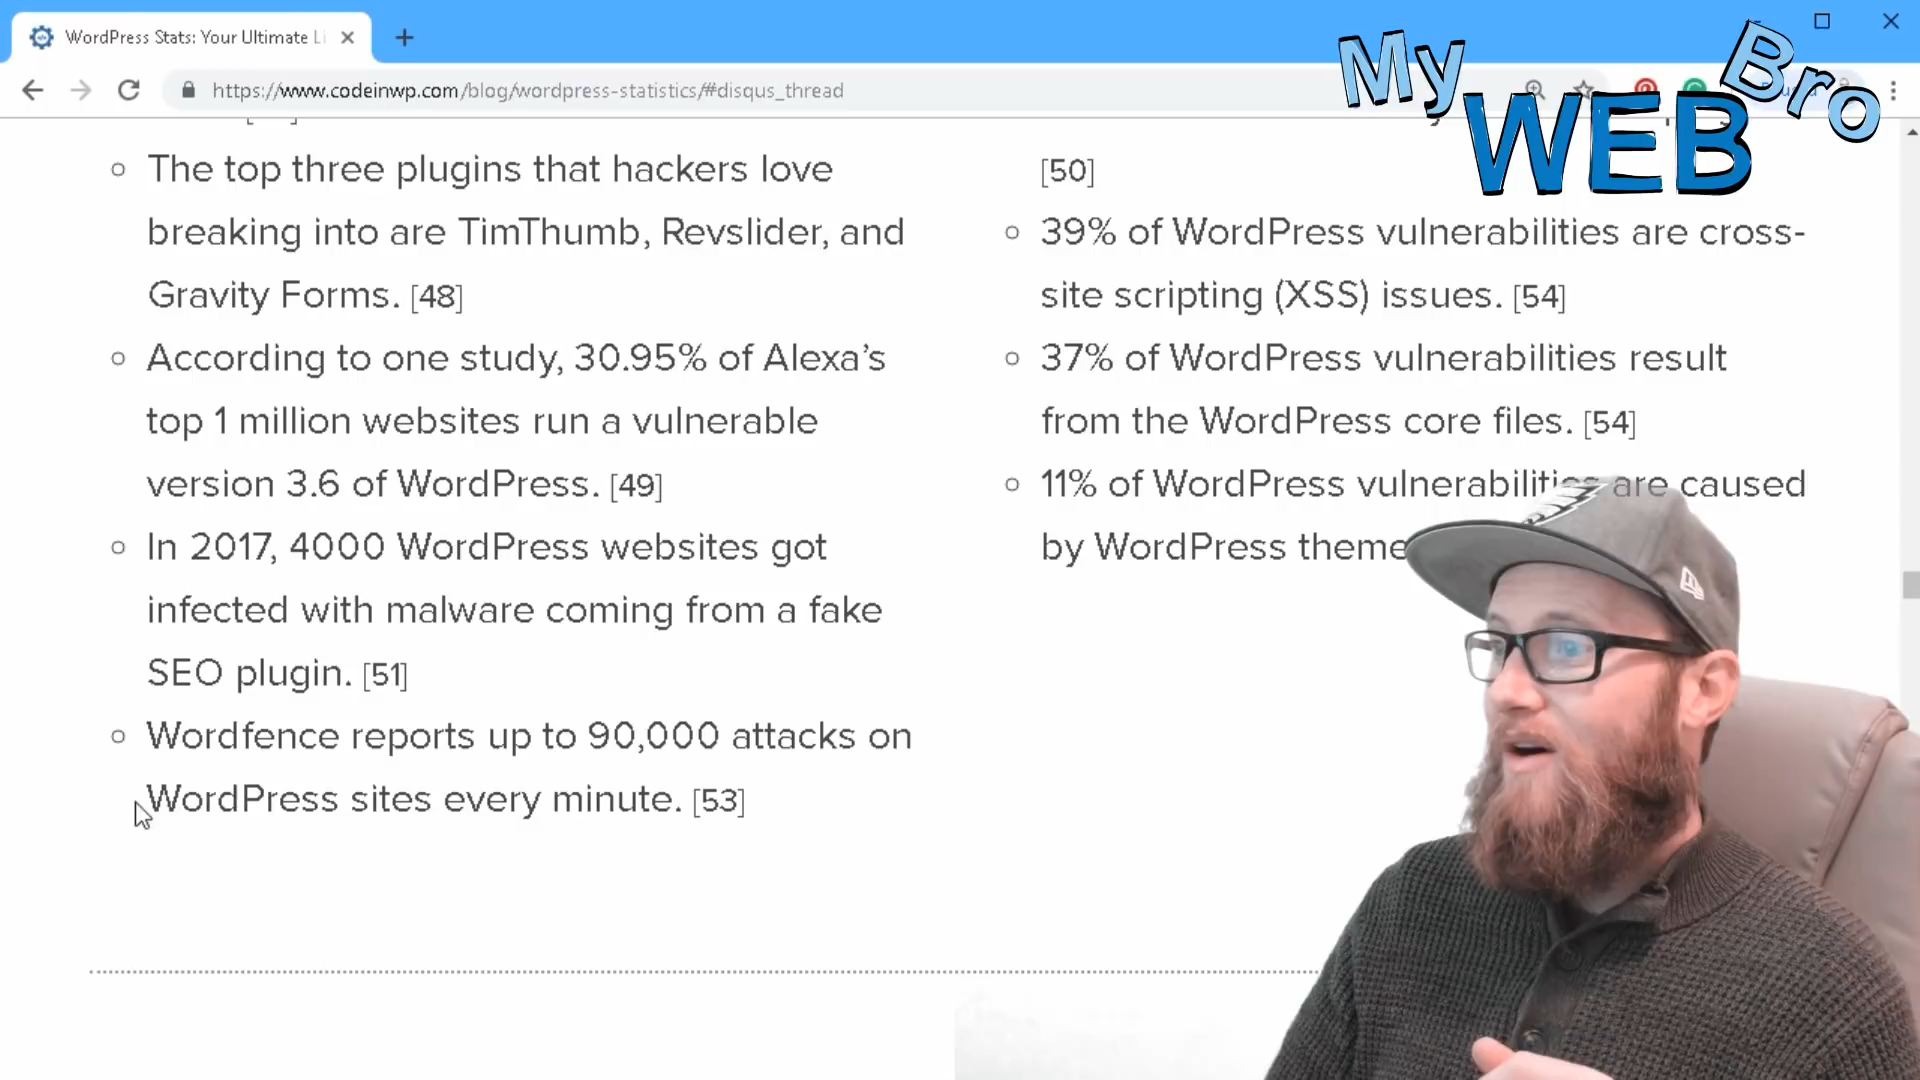 WordPress Stats: Your Ultimate Li
https://www.codeinwp.com/blog/wordpress-statistics/#disqus_thread
My WEB Bro
The top three plugins that hackers love
breaking into are TimThumb, Revslider, and
Gravity Forms. [48]
According to one study, 30.95% of Alexa’s
top 1 million websites run a vulnerable
version 3.6 of WordPress. [49]
In 2017, 4000 WordPress websites got
infected with malware coming from a fake
SEO plugin. [51]
Wordfence reports up to 90,000 attacks on
WordPress sites every minute. [53]
[50]
39% of WordPress vulnerabilities are cross-
site scripting (XSS) issues. [54]
37% of WordPress vulnerabilities result
from the WordPress core files. [54]
11% of WordPress vulnerabilities are caused
by WordPress theme